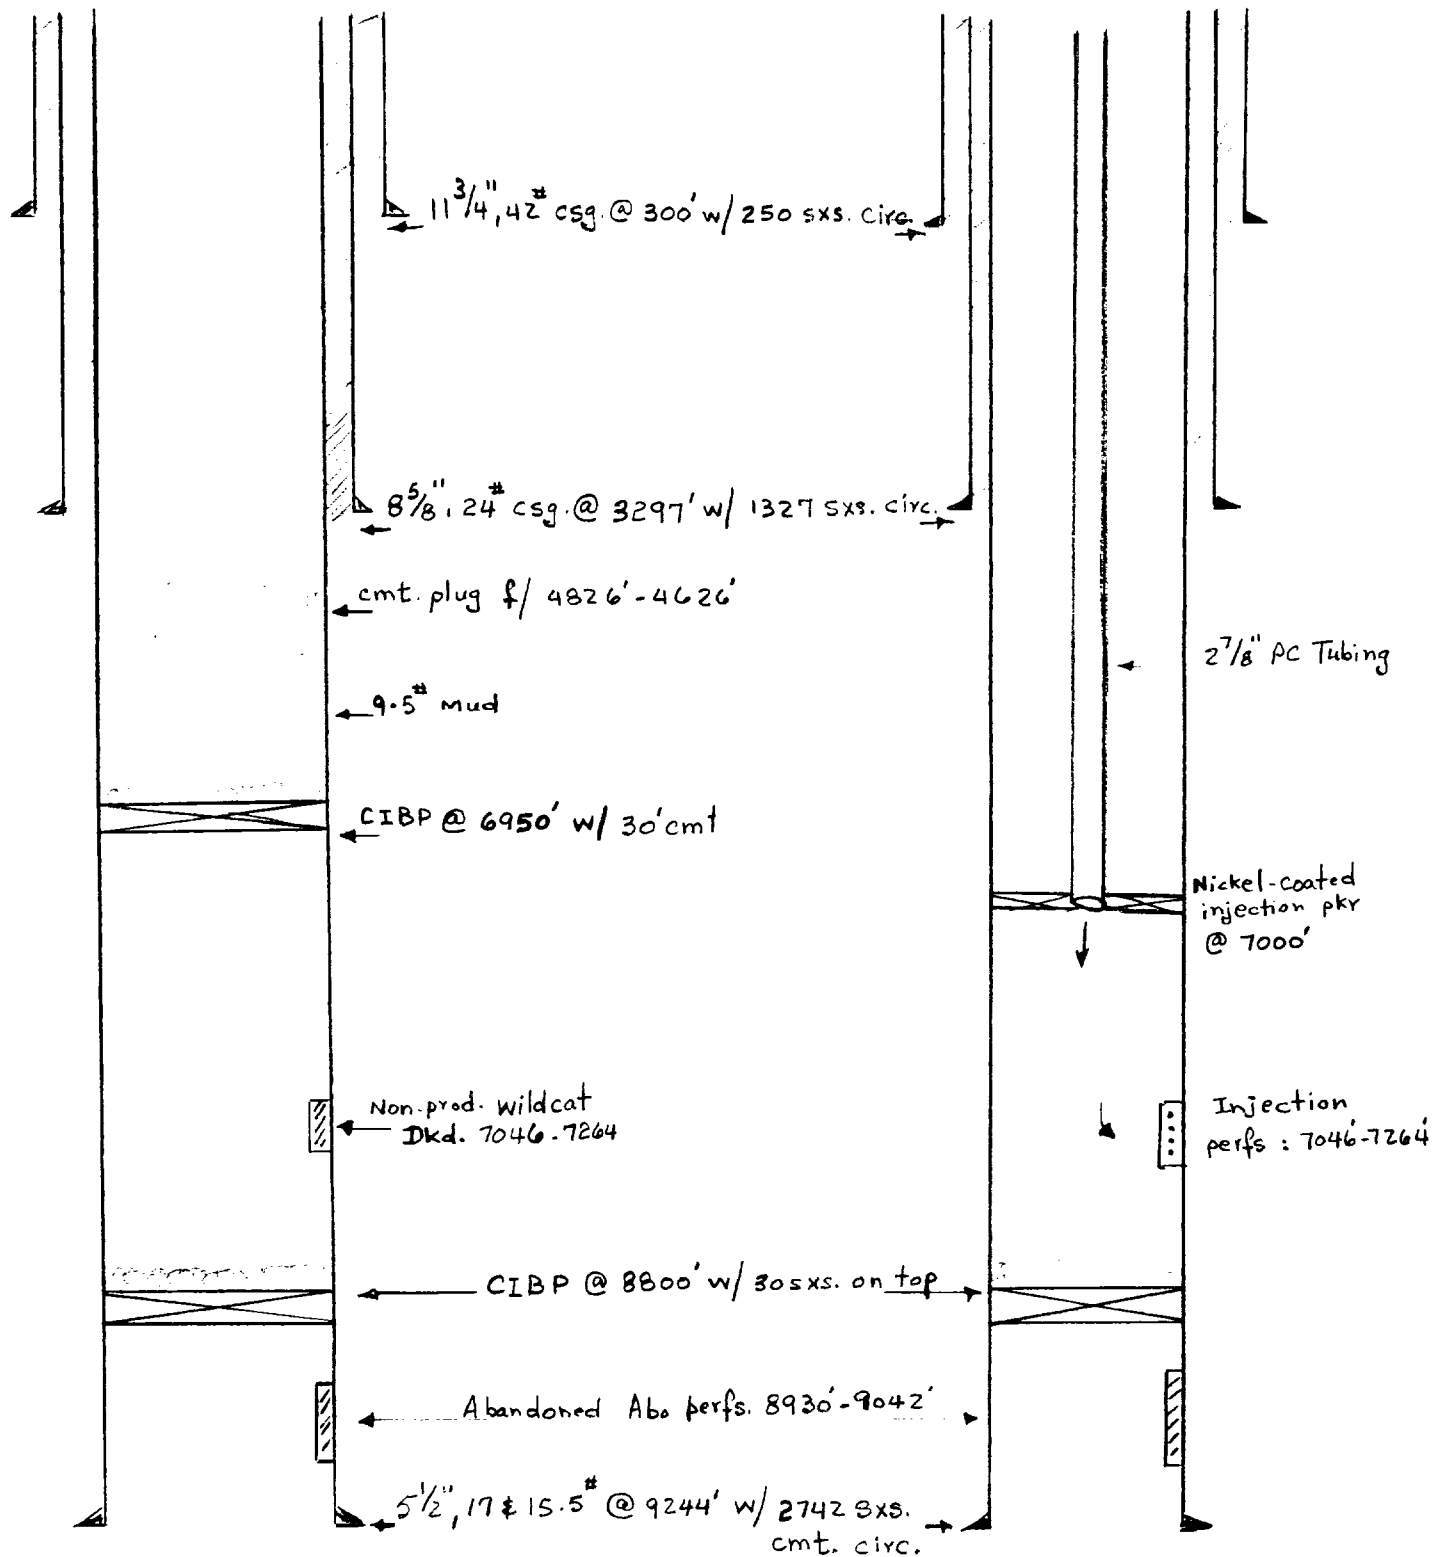 11 3/4", 42# csg. @ 300' w/ 250 sxs. circ.
8 5/8", 24# csg. @ 3297' w/ 1327 sxs. circ.
cmt. plug f/ 4826'-4626'
2 7/8" PC Tubing
9.5# Mud
CIBP @ 6950' w/ 30' cmt
Nickel-coated
injection pkr
@ 7000'
Non-prod. wildcat
Dkd. 7046-7264
Injection
perfs : 7046'-7264'
CIBP @ 8800' w/ 30 sxs. on top
Abandoned Abo perfs. 8930'-9042'
5 1/2", 17 & 15.5# @ 9244' w/ 2742 sxs.
cmt. circ.